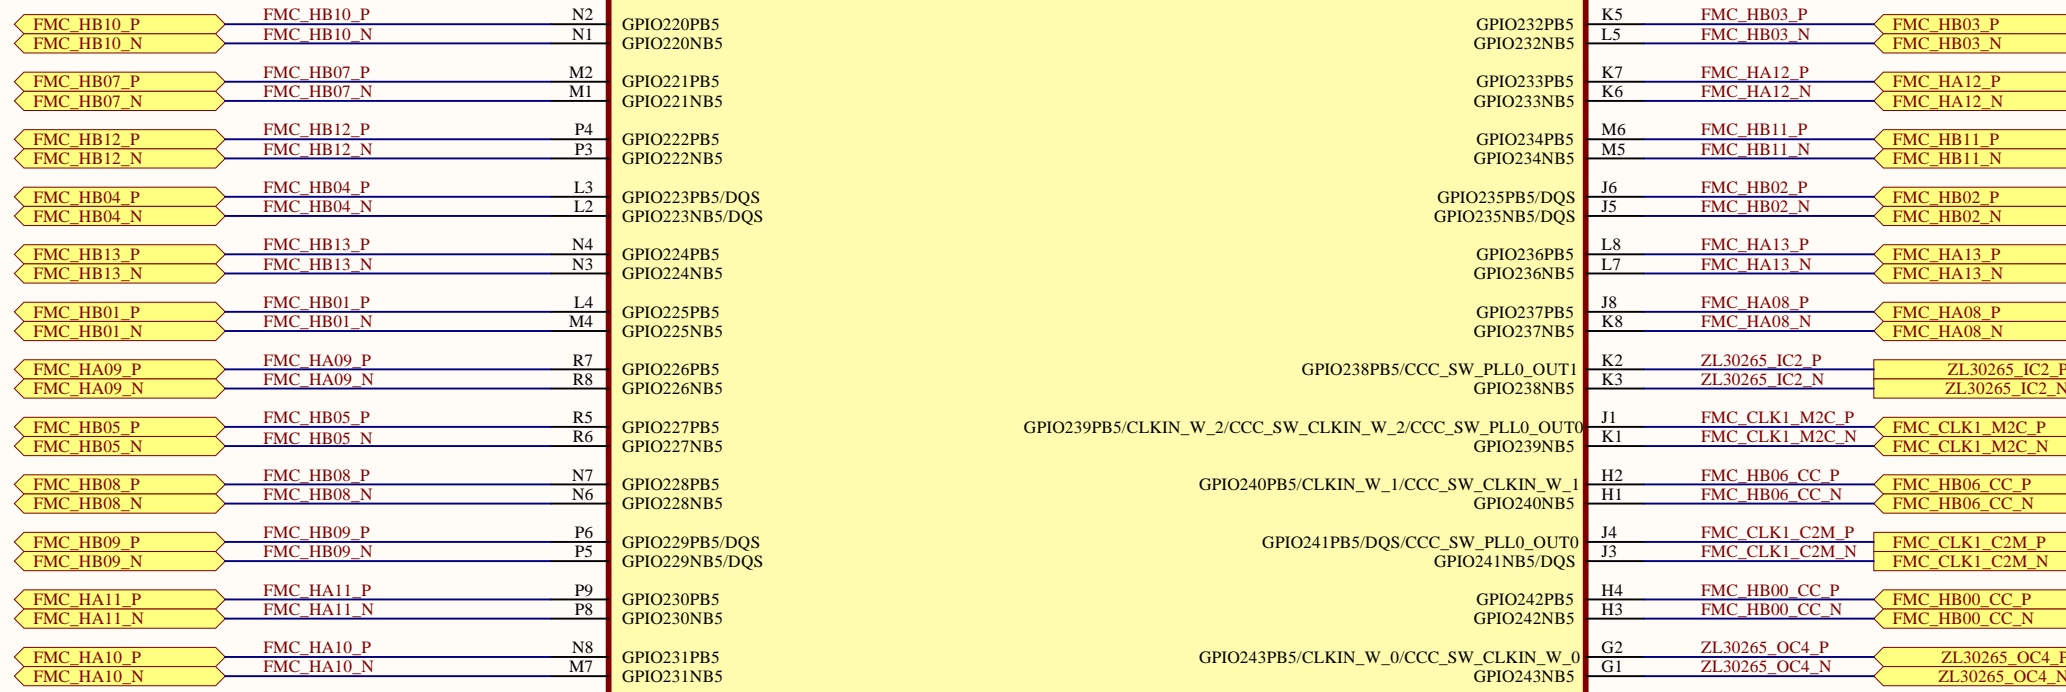 FMC_HB10_P FMC_HB10_P N2 GPIO220PB5 GPIO232PB5 K5 FMC_HB03_P FMC_HB03_P
FMC_HB10_N FMC_HB10_N N1 GPIO220NB5 GPIO232NB5 L5 FMC_HB03_N FMC_HB03_N
FMC_HB07_P FMC_HB07_P M2 GPIO221PB5 GPIO233PB5 K7 FMC_HA12_P FMC_HA12_P
FMC_HB07_N FMC_HB07_N M1 GPIO221NB5 GPIO233NB5 K6 FMC_HA12_N FMC_HA12_N
FMC_HB12_P FMC_HB12_P P4 GPIO222PB5 GPIO234PB5 M6 FMC_HB11_P FMC_HB11_P
FMC_HB12_N FMC_HB12_N P3 GPIO222NB5 GPIO234NB5 M5 FMC_HB11_N FMC_HB11_N
FMC_HB04_P FMC_HB04_P L3 GPIO223PB5/DQS GPIO235PB5/DQS J6 FMC_HB02_P FMC_HB02_P
FMC_HB04_N FMC_HB04_N L2 GPIO223NB5/DQS GPIO235NB5/DQS J5 FMC_HB02_N FMC_HB02_N
FMC_HB13_P FMC_HB13_P N4 GPIO224PB5 GPIO236PB5 L8 FMC_HA13_P FMC_HA13_P
FMC_HB13_N FMC_HB13_N N3 GPIO224NB5 GPIO236NB5 L7 FMC_HA13_N FMC_HA13_N
FMC_HB01_P FMC_HB01_P L4 GPIO225PB5 GPIO237PB5 J8 FMC_HA08_P FMC_HA08_P
FMC_HB01_N FMC_HB01_N M4 GPIO225NB5 GPIO237NB5 K8 FMC_HA08_N FMC_HA08_N
FMC_HA09_P FMC_HA09_P R7 GPIO226PB5 GPIO238PB5/CCC_SW_PLL0_OUT1 K2 ZL30265_IC2_P ZL30265_IC2_P
FMC_HA09_N FMC_HA09_N R8 GPIO226NB5 GPIO238NB5 K3 ZL30265_IC2_N ZL30265_IC2_N
FMC_HB05_P FMC_HB05_P R5 GPIO227PB5 GPIO239PB5/CLKIN_W_2/CCC_SW_CLKIN_W_2/CCC_SW_PLL0_OUT0 J1 FMC_CLK1_M2C_P FMC_CLK1_M2C_P
FMC_HB05_N FMC_HB05_N R6 GPIO227NB5 GPIO239NB5 K1 FMC_CLK1_M2C_N FMC_CLK1_M2C_N
FMC_HB08_P FMC_HB08_P N7 GPIO228PB5 GPIO240PB5/CLKIN_W_1/CCC_SW_CLKIN_W_1 H2 FMC_HB06_CC_P FMC_HB06_CC_P
FMC_HB08_N FMC_HB08_N N6 GPIO228NB5 GPIO240NB5 H1 FMC_HB06_CC_N FMC_HB06_CC_N
FMC_HB09_P FMC_HB09_P P6 GPIO229PB5/DQS GPIO241PB5/DQS/CCC_SW_PLL0_OUT0 J4 FMC_CLK1_C2M_P FMC_CLK1_C2M_P
FMC_HB09_N FMC_HB09_N P5 GPIO229NB5/DQS GPIO241NB5/DQS J3 FMC_CLK1_C2M_N FMC_CLK1_C2M_N
FMC_HA11_P FMC_HA11_P P9 GPIO230PB5 GPIO242PB5 H4 FMC_HB00_CC_P FMC_HB00_CC_P
FMC_HA11_N FMC_HA11_N P8 GPIO230NB5 GPIO242NB5 H3 FMC_HB00_CC_N FMC_HB00_CC_N
FMC_HA10_P FMC_HA10_P N8 GPIO231PB5 GPIO243PB5/CLKIN_W_0/CCC_SW_CLKIN_W_0 G2 ZL30265_OC4_P ZL30265_OC4_P
FMC_HA10_N FMC_HA10_N M7 GPIO231NB5 GPIO243NB5 G1 ZL30265_OC4_N ZL30265_OC4_N